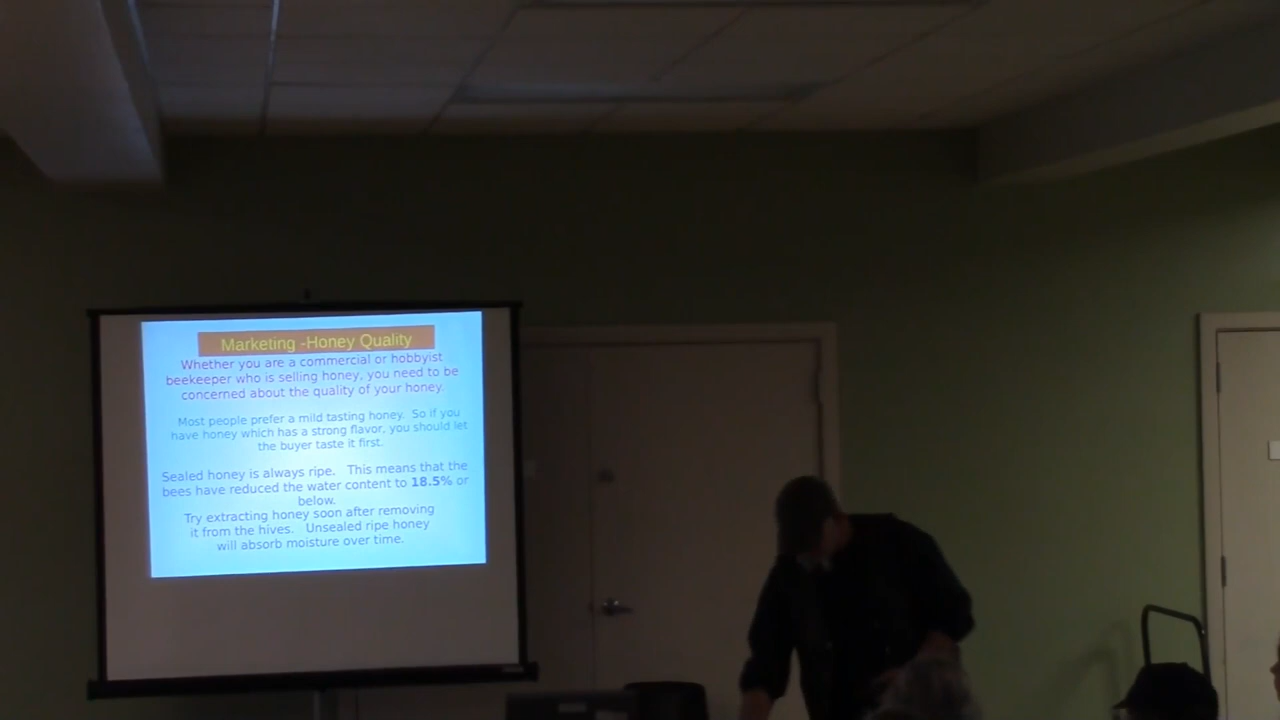 Marketing -Honey Quality
Whether you are a commercial or hobbyist
beekeeper who is selling honey, you need to be
concerned about the quality of your honey.
Most people prefer a mild tasting honey. So if you
have honey which has a strong flavor, you should let
the buyer taste it first.
Sealed honey is always ripe. This means that the
bees have reduced the water content to 18.5% or
below.
Try extracting honey soon after removing
it from the hives. Unsealed ripe honey
will absorb moisture over time.